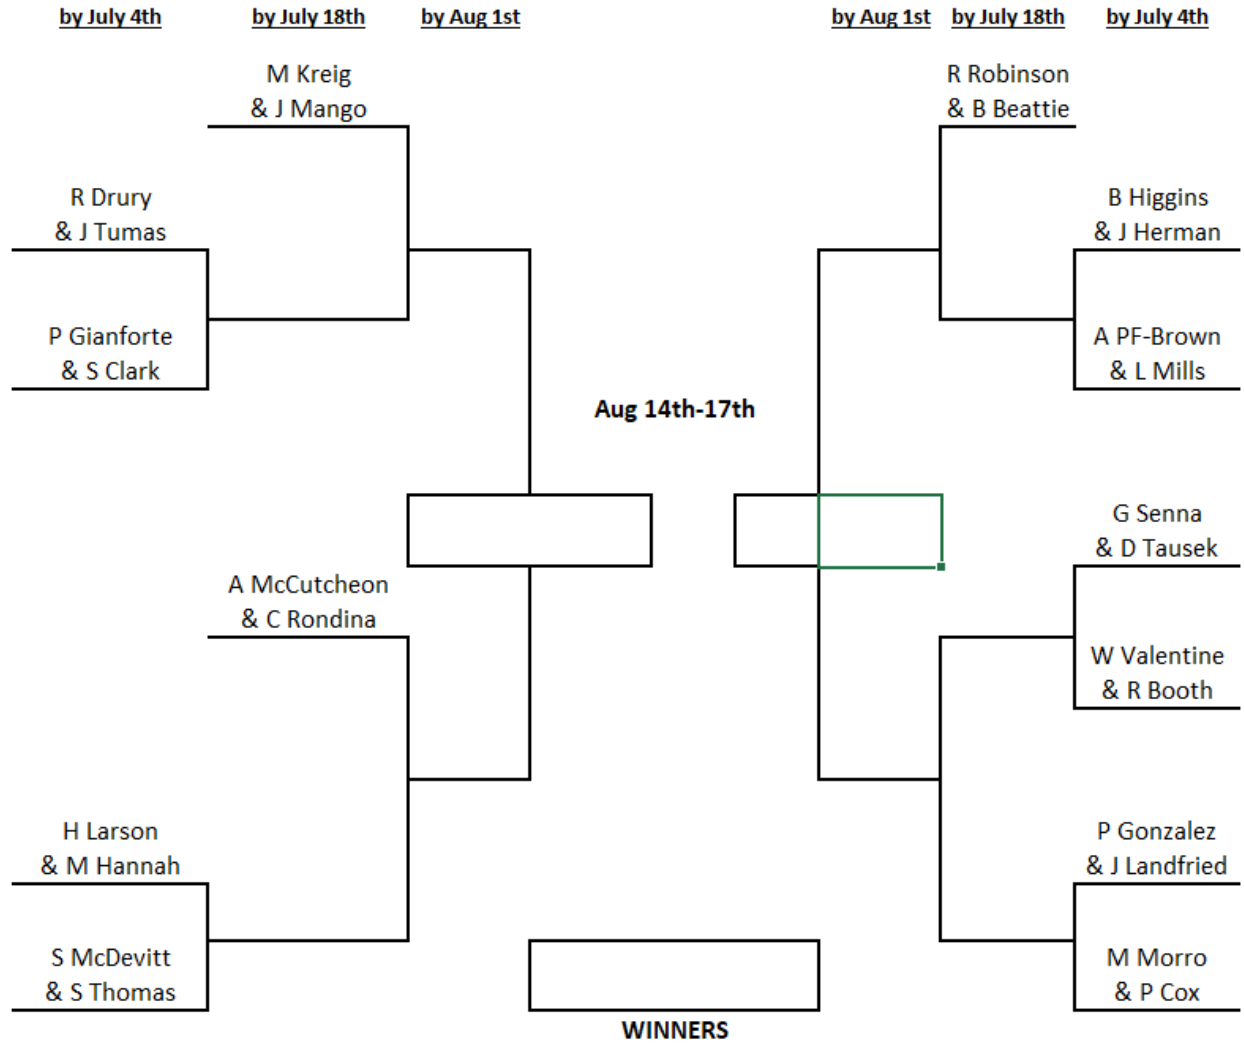 by July 4th
by July 18th
by Aug 1st
by Aug 1st
by July 18th
by July 4th
M Kreig
& J Mango
R Robinson
& B Beattie
R Drury
& J Tumas
B Higgins
& J Herman
P Gianforte
& S Clark
A PF-Brown
& L Mills
Aug 14th-17th
G Senna
& D Tausek
A McCutcheon
& C Rondina
W Valentine
& R Booth
H Larson
& M Hannah
P Gonzalez
& J Landfried
S McDevitt
& S Thomas
M Morro
& P Cox
WINNERS